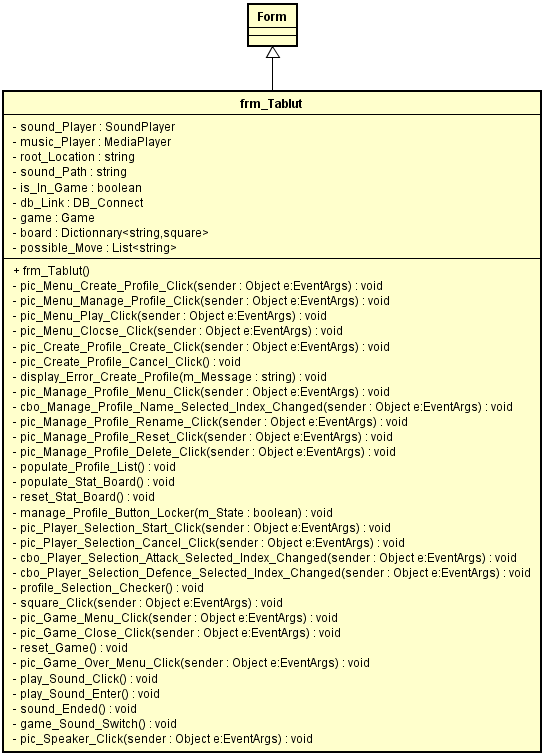 Form
frm_Tablut
- sound_Player : SoundPlayer
- music_Player : MediaPlayer
- root_Location : string
- sound_Path : string
- is_In_Game : boolean
- db_Link : DB_Connect
- game : Game
- board : Dictionnary<string,square>
- possible_Move : List<string>
+ frm_Tablut()
- pic_Menu_Create_Profile_Click(sender : Object e:EventArgs) : void
- pic_Menu_Manage_Profile_Click(sender : Object e:EventArgs) : void
- pic_Menu_Play_Click(sender : Object e:EventArgs) : void
- pic_Menu_Clocse_Click(sender : Object e:EventArgs) : void
- pic_Create_Profile_Create_Click(sender : Object e:EventArgs) : void
- pic_Create_Profile_Cancel_Click() : void
- display_Error_Create_Profile(m_Message : string) : void
- pic_Manage_Profile_Menu_Click(sender : Object e:EventArgs) : void
- cbo_Manage_Profile_Name_Selected_Index_Changed(sender : Object e:EventArgs) : void
- pic_Manage_Profile_Rename_Click(sender : Object e:EventArgs) : void
- pic_Manage_Profile_Reset_Click(sender : Object e:EventArgs) : void
- pic_Manage_Profile_Delete_Click(sender : Object e:EventArgs) : void
- populate_Profile_List() : void
- populate_Stat_Board() : void
- reset_Stat_Board() : void
- manage_Profile_Button_Locker(m_State : boolean) : void
- pic_Player_Selection_Start_Click(sender : Object e:EventArgs) : void
- pic_Player_Selection_Cancel_Click(sender : Object e:EventArgs) : void
- cbo_Player_Selection_Attack_Selected_Index_Changed(sender : Object e:EventArgs) : void
- cbo_Player_Selection_Defence_Selected_Index_Changed(sender : Object e:EventArgs) : void
- profile_Selection_Checker() : void
- square_Click(sender : Object e:EventArgs) : void
- pic_Game_Menu_Click(sender : Object e:EventArgs) : void
- pic_Game_Close_Click(sender : Object e:EventArgs) : void
- reset_Game() : void
- pic_Game_Over_Menu_Click(sender : Object e:EventArgs) : void
- play_Sound_Click() : void
- play_Sound_Enter() : void
- sound_Ended() : void
- game_Sound_Switch() : void
- pic_Speaker_Click(sender : Object e:EventArgs) : void